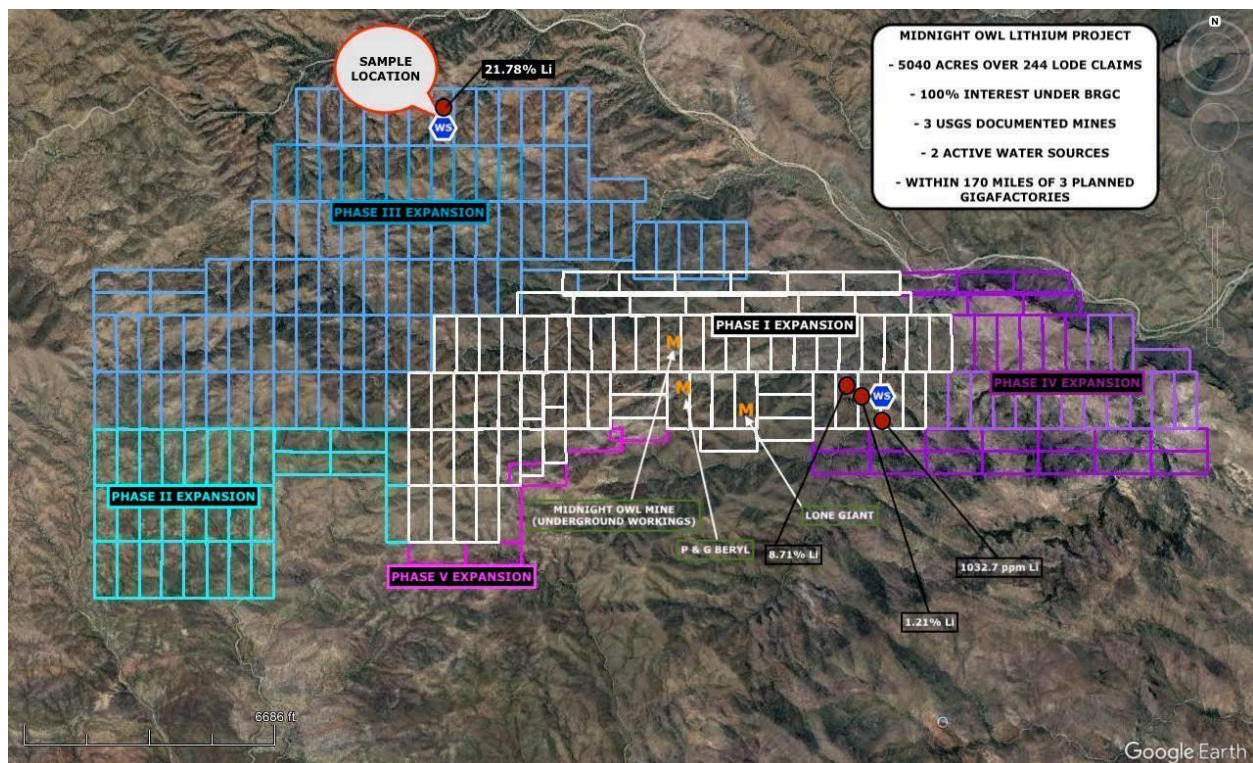 MIDNIGHT OWL LITHIUM PROJECT
- 5040 ACRES OVER 244 LODE CLAIMS
- 100% INTEREST UNDER BRGC
- 3 USGS DOCUMENTED MINES
- 2 ACTIVE WATER SOURCES
- WITHIN 170 MILES OF 3 PLANNED
GIGAFACTORIES
N
SAMPLE
LOCATION
21.78% Li
WS
PHASE III EXPANSION
PHASE I EXPANSION
M
M
M
WS
PHASE IV EXPANSION
PHASE II EXPANSION
MIDNIGHT OWL MINE
(UNDERGROUND WORKINGS)
LONE GIANT
P & G BERYL
8.71% Li
1032.7 ppm Li
PHASE V EXPANSION
1.21% Li
6686 ft
Google Earth